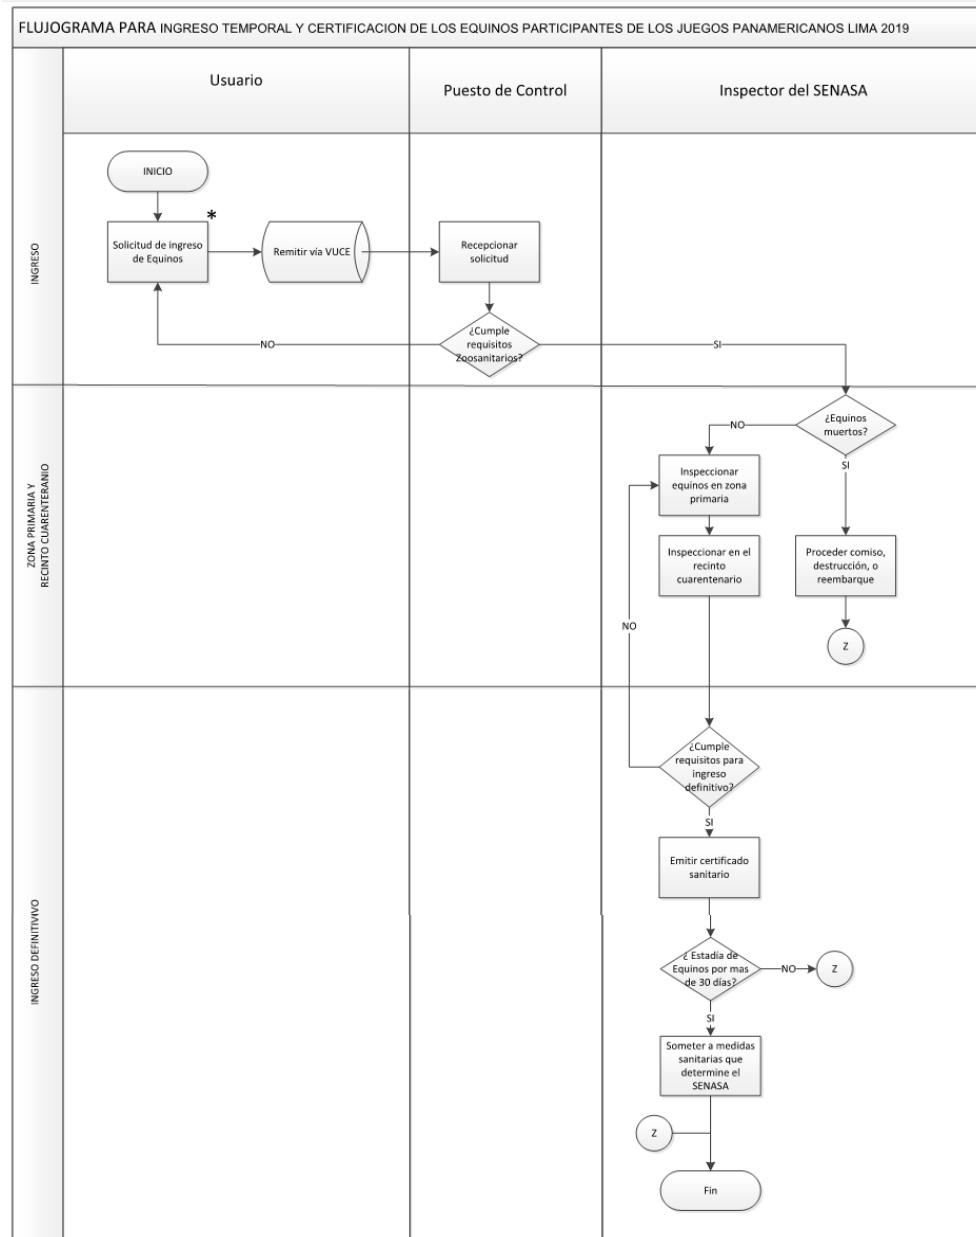 FLUJOGRAMA PARA INGRESO TEMPORAL Y CERTIFICACION DE LOS EQUINOS PARTICIPANTES DE LOS JUEGOS PANAMERICANOS LIMA 2019
Usuario
Puesto de Control
Inspector del SENASA
INGRESO
INICIO
Solicitud de ingreso
de Equinos
*
Remitir vía VUCE
Recepcionar
solicitud
¿Cumple
requisitos
Zoosanitarios?
NO
SI
ZONA PRIMARIA Y
RECINTO CUARENTERANIO
¿Equinos
muertos?
NO
SI
Inspeccionar
equinos en zona
primaria
Inspeccionar en el
recinto
cuarentenario
Proceder comiso,
destrucción, o
reembarque
NO
Z
INGRESO DEFINITIVIVO
¿Cumple
requisitos para
ingreso
definitivo?
SI
Emitir certificado
sanitario
¿ Estadía de
Equinos por mas
de 30 días?
NO
Z
SI
Someter a medidas
sanitarias que
determine el
SENASA
Z
Fin